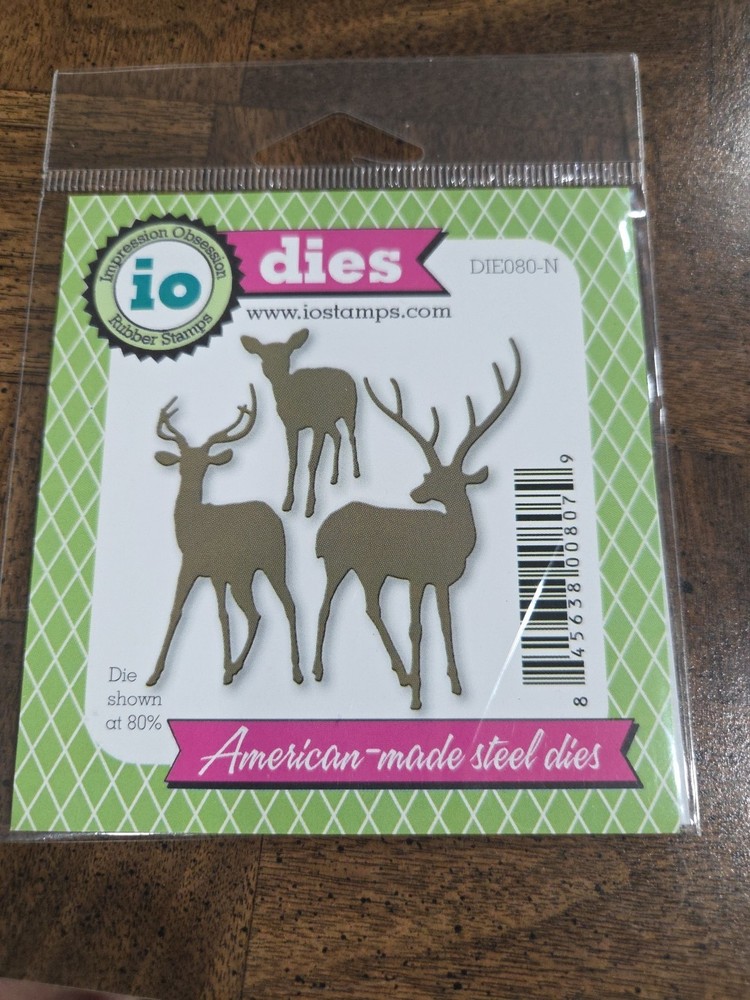 Impression Obsession
io
Rubber Stamps
dies
DIE080-N
www.iostamps.com
8 45638 00807 9
Die
shown
at 80%
American-made steel dies